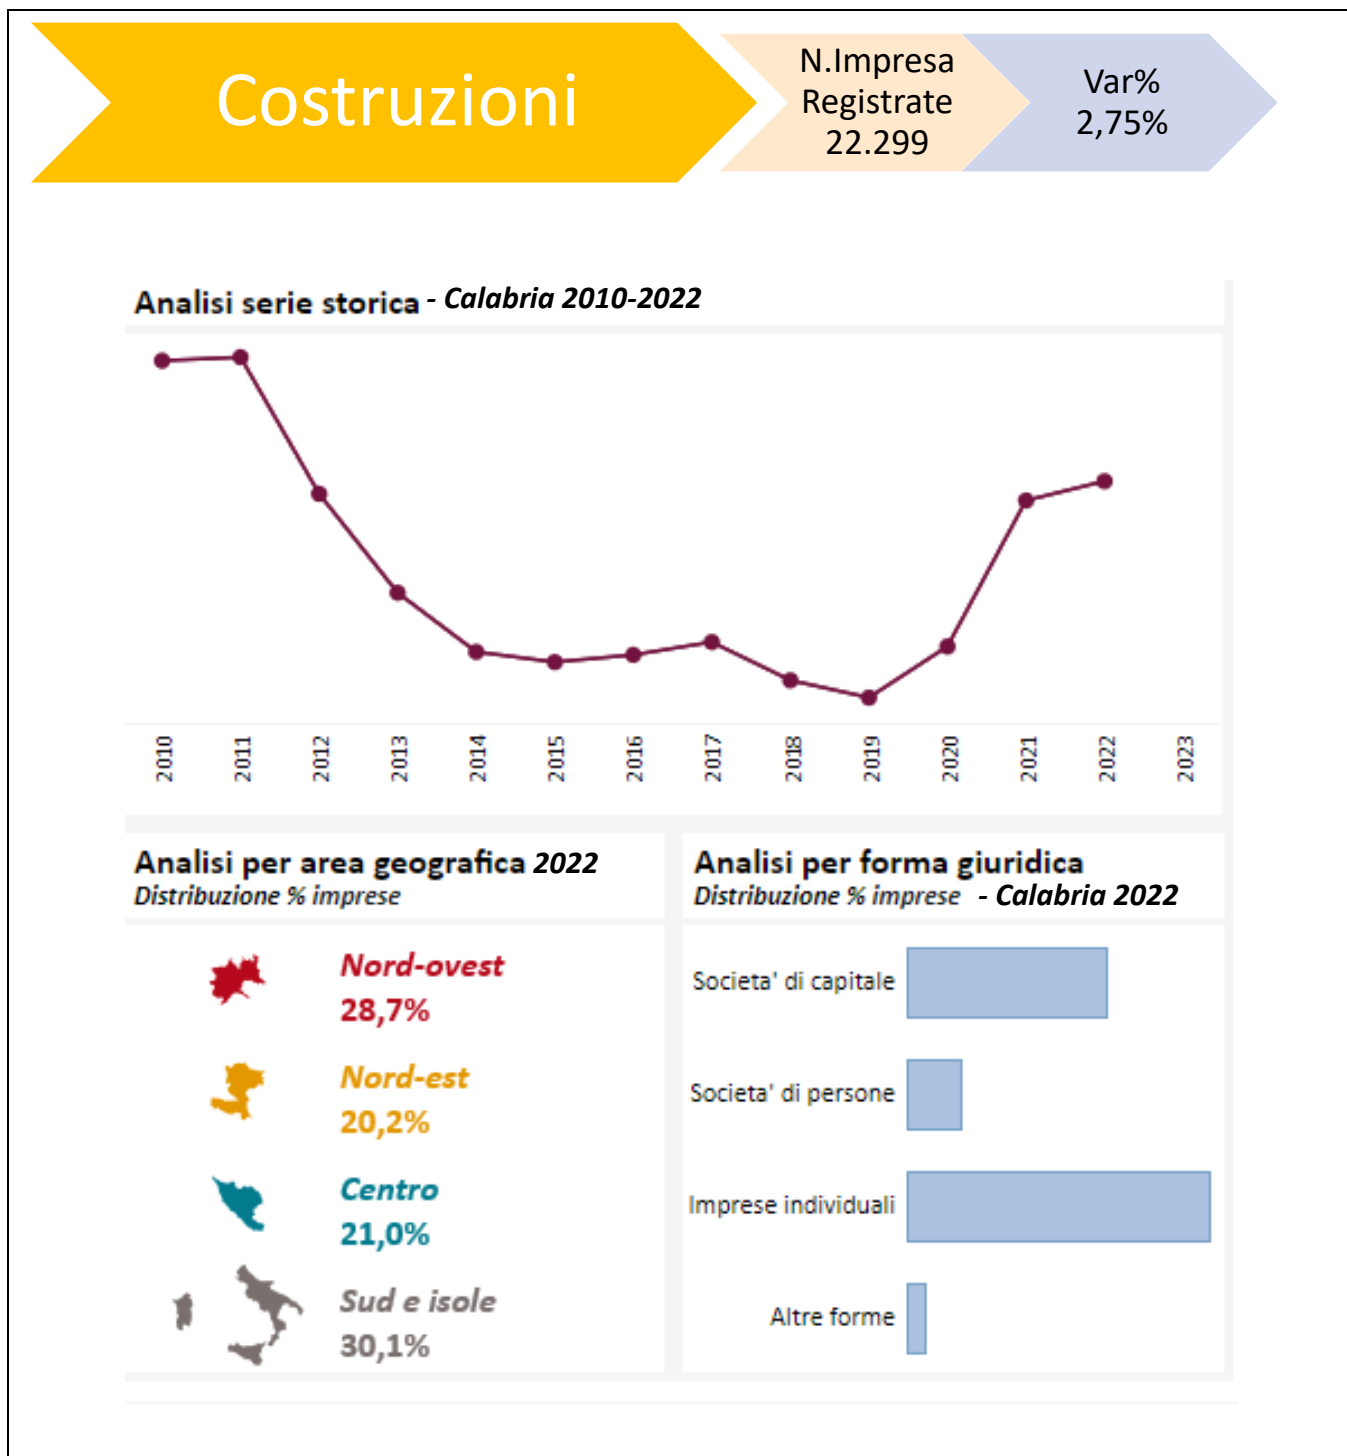 Costruzioni
N.Impresa
Registrate
22.299
Var%
2,75%
Analisi serie storica - Calabria 2010-2022
2010 2011 2012 2013 2014 2015 2016 2017 2018 2019 2020 2021 2022 2023
Analisi per area geografica 2022
Distribuzione % imprese
Nord-ovest
28,7%
Nord-est
20,2%
Centro
21,0%
Sud e isole
30,1%
Analisi per forma giuridica
Distribuzione % imprese - Calabria 2022
Societa' di capitale
Societa' di persone
Imprese individuali
Altre forme